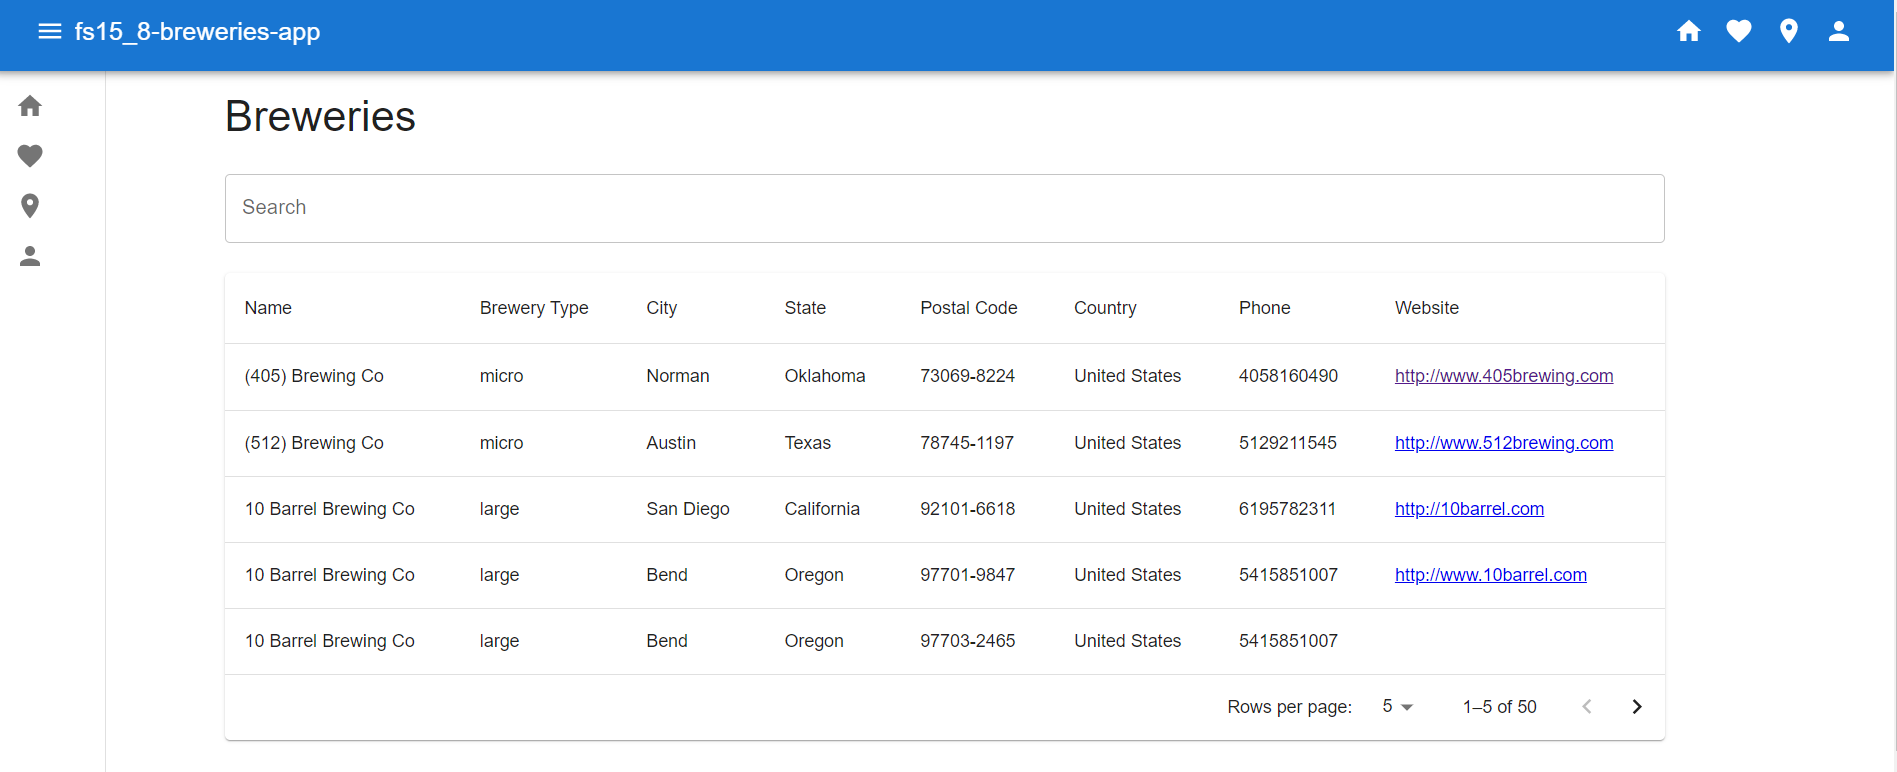 fs15_8-breweries-app
Breweries
Search
Name Brewery Type City State Postal Code Country Phone Website
(405) Brewing Co micro Norman Oklahoma 73069-8224 United States 4058160490 http://www.405brewing.com
(512) Brewing Co micro Austin Texas 78745-1197 United States 5129211545 http://www.512brewing.com
10 Barrel Brewing Co large San Diego California 92101-6618 United States 6195782311 http://10barrel.com
10 Barrel Brewing Co large Bend Oregon 97701-9847 United States 5415851007 http://www.10barrel.com
10 Barrel Brewing Co large Bend Oregon 97703-2465 United States 5415851007
Rows per page: 5 1–5 of 50